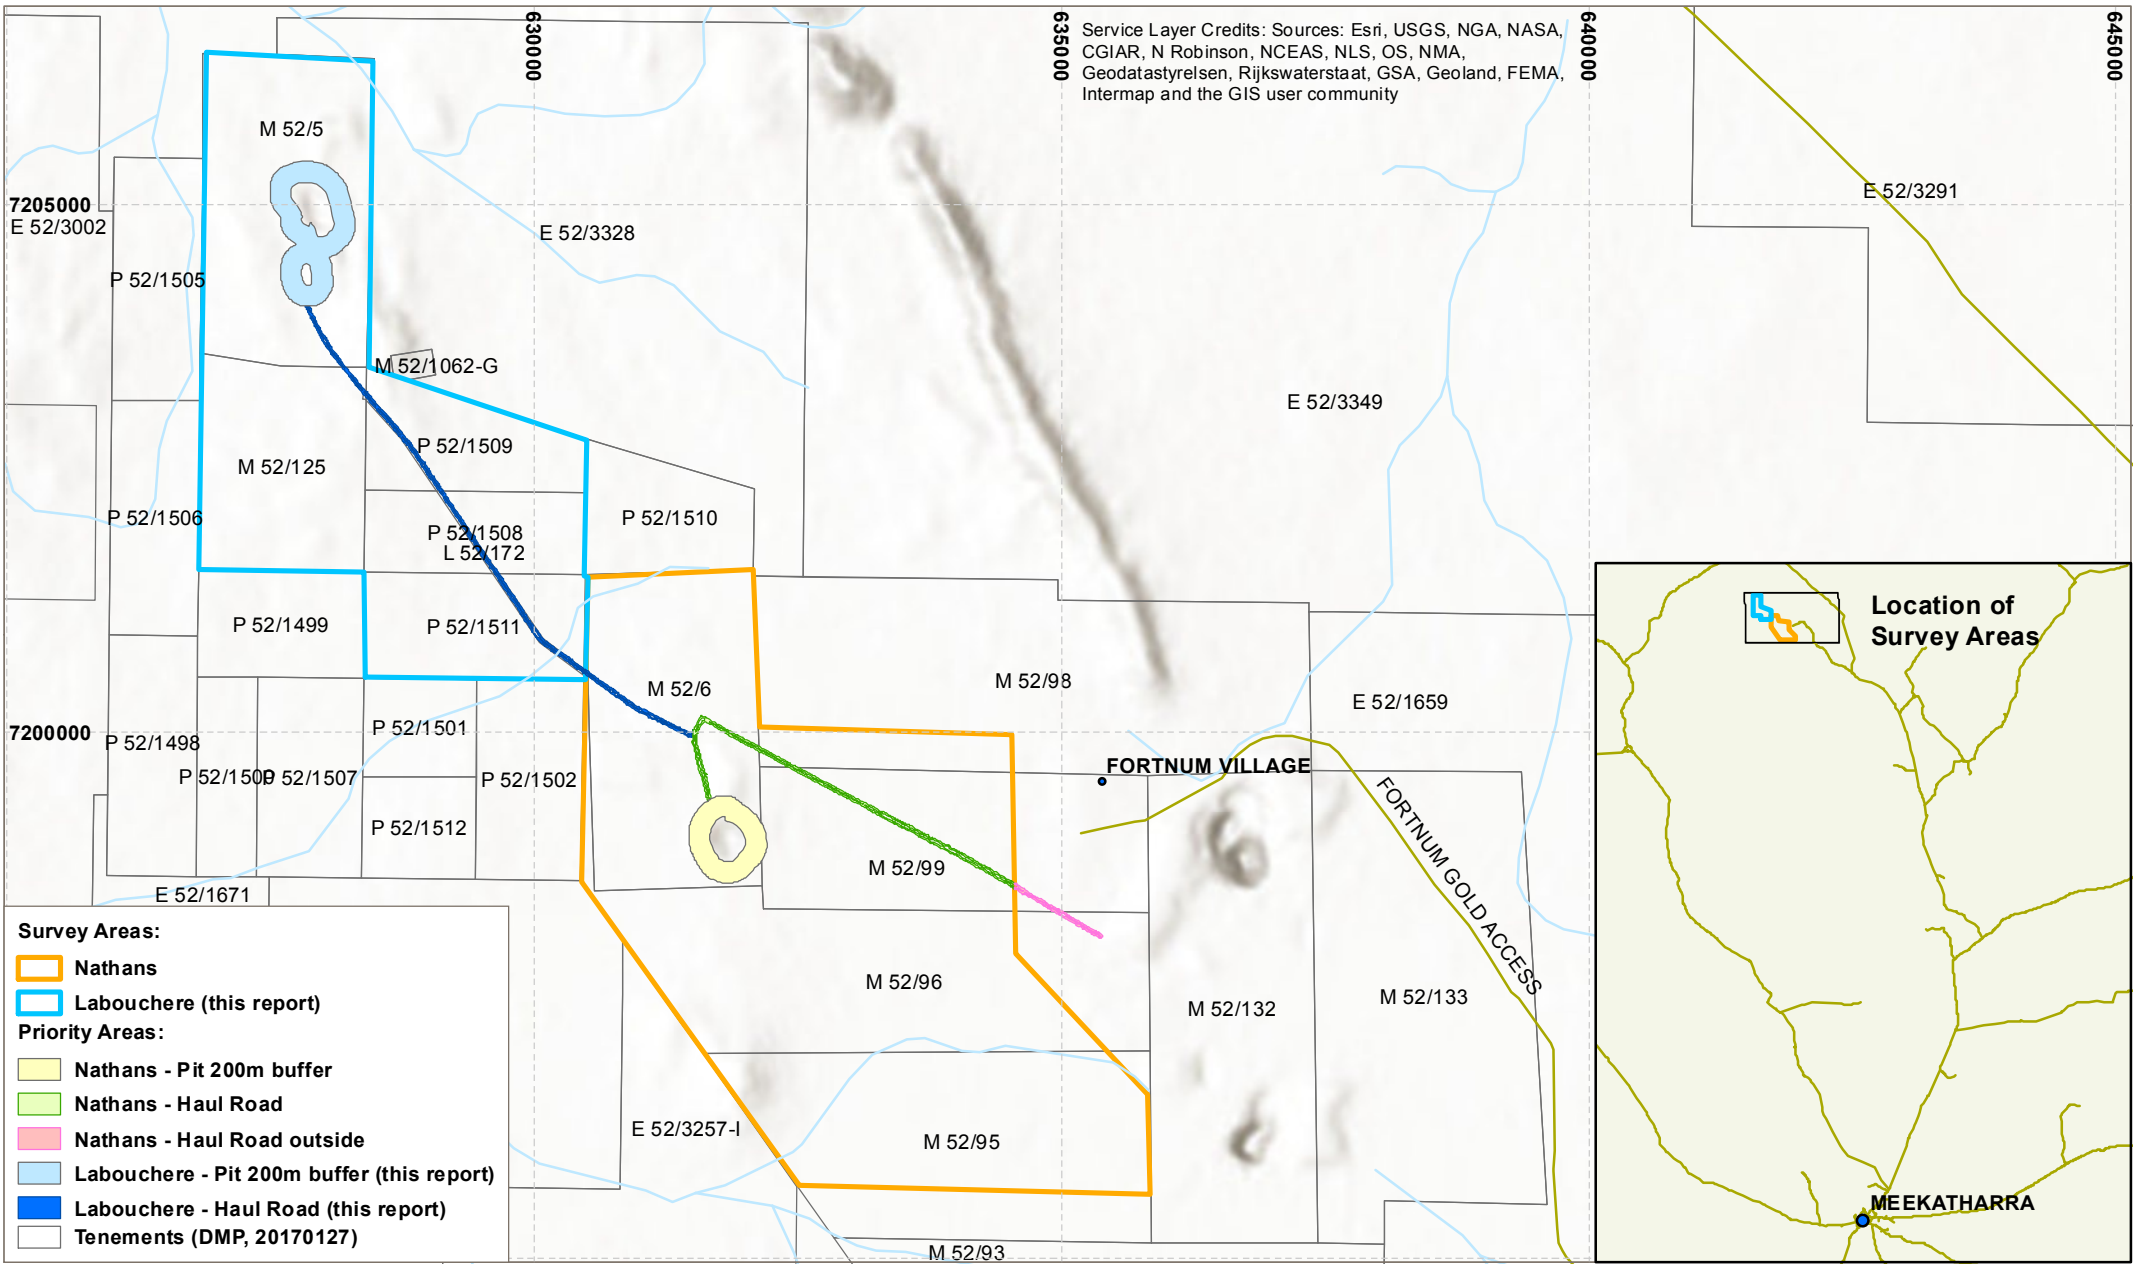 630000
635000
640000
645000
Service Layer Credits: Sources: Esri, USGS, NGA, NASA,
CGIAR, N Robinson, NCEAS, NLS, OS, NMA,
Geodatastyrelsen, Rijkswaterstaat, GSA, Geoland, FEMA,
Intermap and the GIS user community
M 52/5
7205000
E 52/3002
E 52/3328
E 52/3291
P 52/1505
M 52/1062-G
E 52/3349
P 52/1509
M 52/125
P 52/1506
P 52/1510
P 52/1508
L 52/172
P 52/1499
P 52/1511
M 52/6
M 52/98
E 52/1659
7200000
P 52/1498
P 52/1501
P 52/1500
P 52/1507
P 52/1502
FORTNUM VILLAGE
P 52/1512
M 52/99
FORTNUM GOLD ACCESS
E 52/1671
M 52/96
M 52/132
M 52/133
E 52/3257-I
M 52/95
M 52/93
Survey Areas:
Nathans
Labouchere (this report)
Priority Areas:
Nathans - Pit 200m buffer
Nathans - Haul Road
Nathans - Haul Road outside
Labouchere - Pit 200m buffer (this report)
Labouchere - Haul Road (this report)
Tenements (DMP, 20170127)
Location of
Survey Areas
MEEKATHARRA